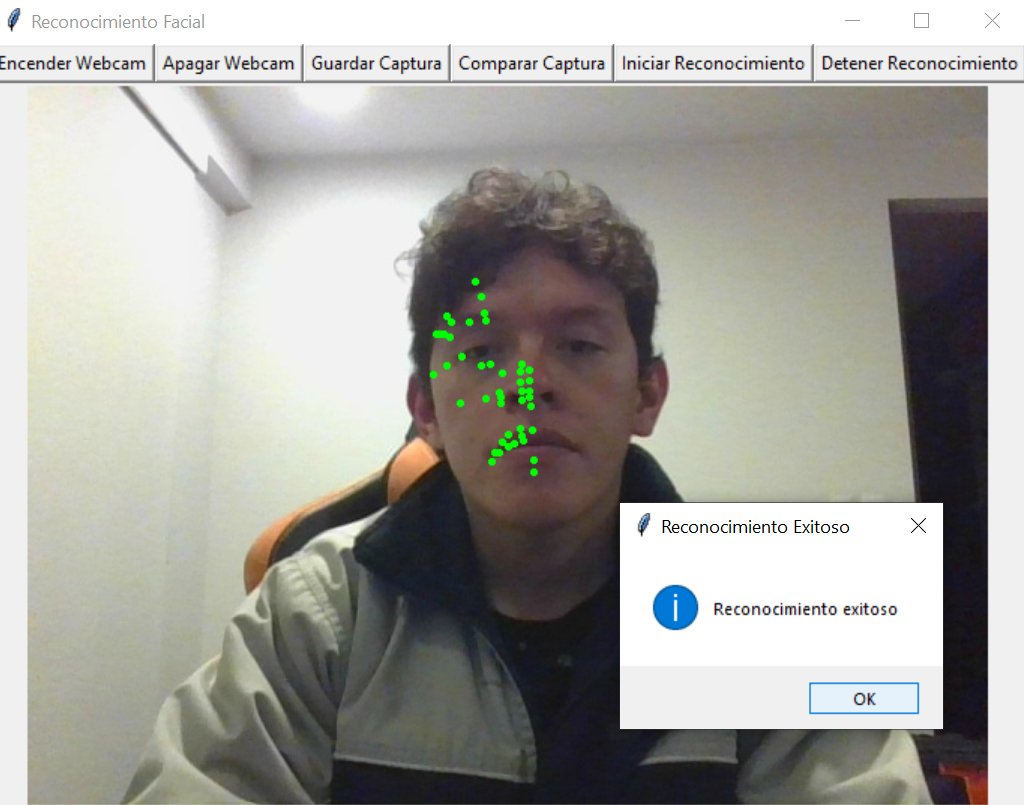 Reconocimiento Facial
Encender Webcam Apagar Webcam Guardar Captura Comparar Captura Iniciar Reconocimiento Detener Reconocimiento
Reconocimiento Exitoso
Reconocimiento exitoso
OK